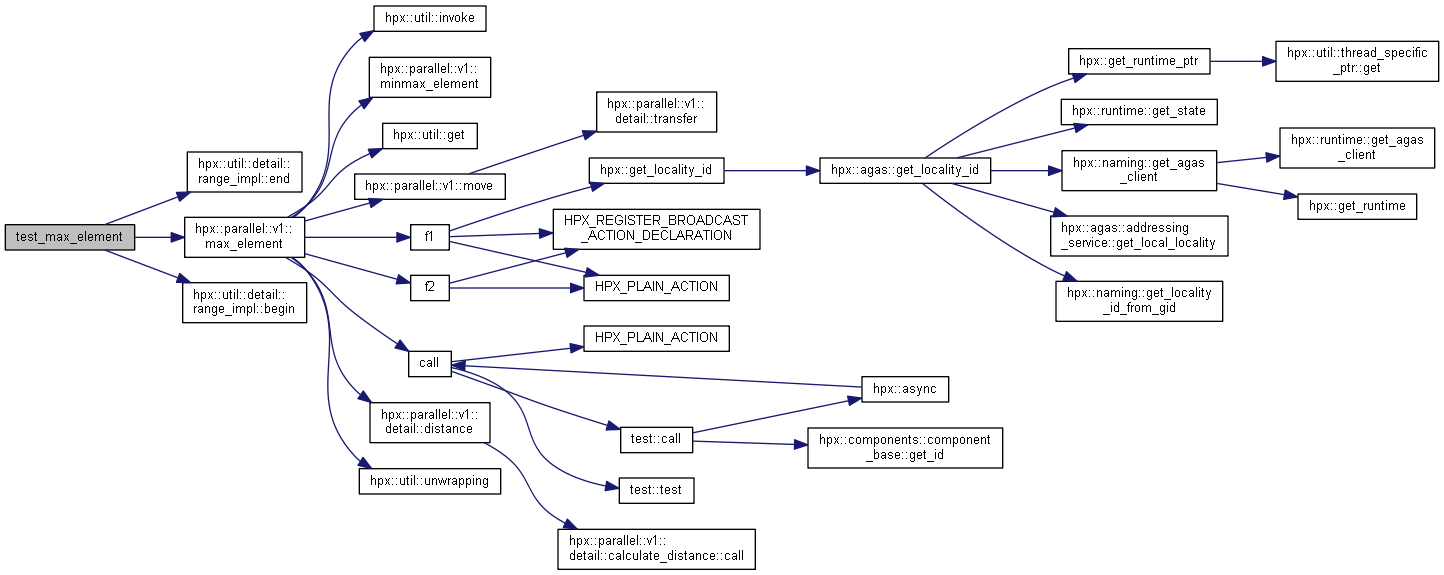 test_max_element
hpx::util::detail::
range_impl::end
hpx::parallel::v1::
max_element
hpx::util::detail::
range_impl::begin
hpx::util::invoke
hpx::parallel::v1::
minmax_element
hpx::util::get
hpx::parallel::v1::move
f1
f2
call
hpx::parallel::v1::
detail::distance
hpx::util::unwrapping
hpx::parallel::v1::
detail::transfer
hpx::get_locality_id
HPX_REGISTER_BROADCAST
_ACTION_DECLARATION
HPX_PLAIN_ACTION
HPX_PLAIN_ACTION
test::call
test::test
hpx::parallel::v1::
detail::calculate_distance::call
hpx::agas::get_locality_id
hpx::async
hpx::components::component
_base::get_id
hpx::get_runtime_ptr
hpx::runtime::get_state
hpx::naming::get_agas
_client
hpx::agas::addressing
_service::get_local_locality
hpx::naming::get_locality
_id_from_gid
hpx::util::thread_specific
_ptr::get
hpx::runtime::get_agas
_client
hpx::get_runtime